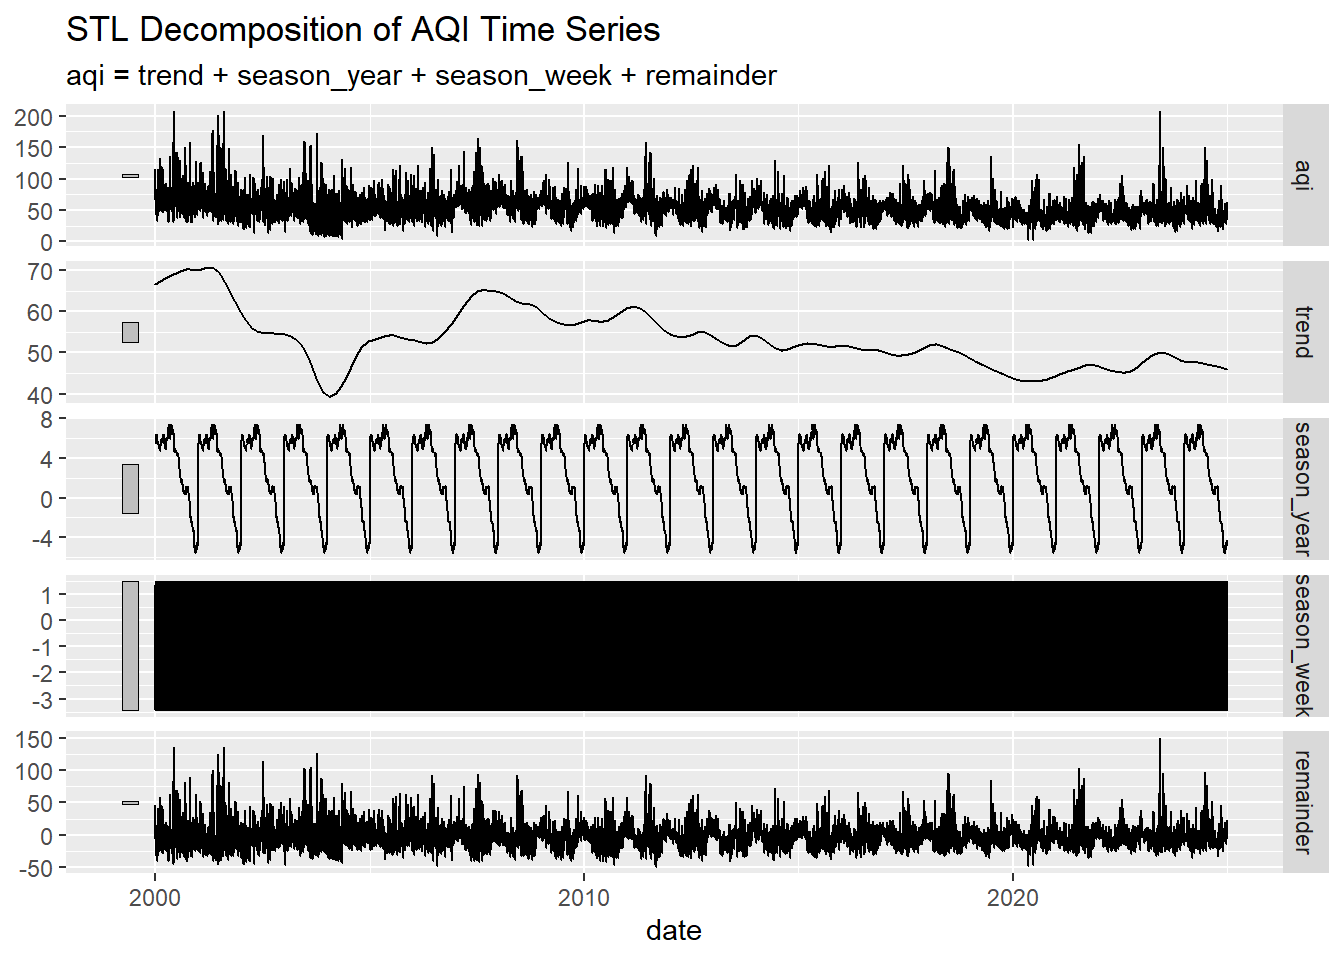 STL Decomposition of AQI Time Series
aqi = trend + season_year + season_week + remainder
200
150
100
50
0
aqi
70
60
50
40
trend
8
4
0
-4
season_year
1
0
-1
-2
-3
season_week
150
100
50
0
-50
remainder
2000 2010 2020
date